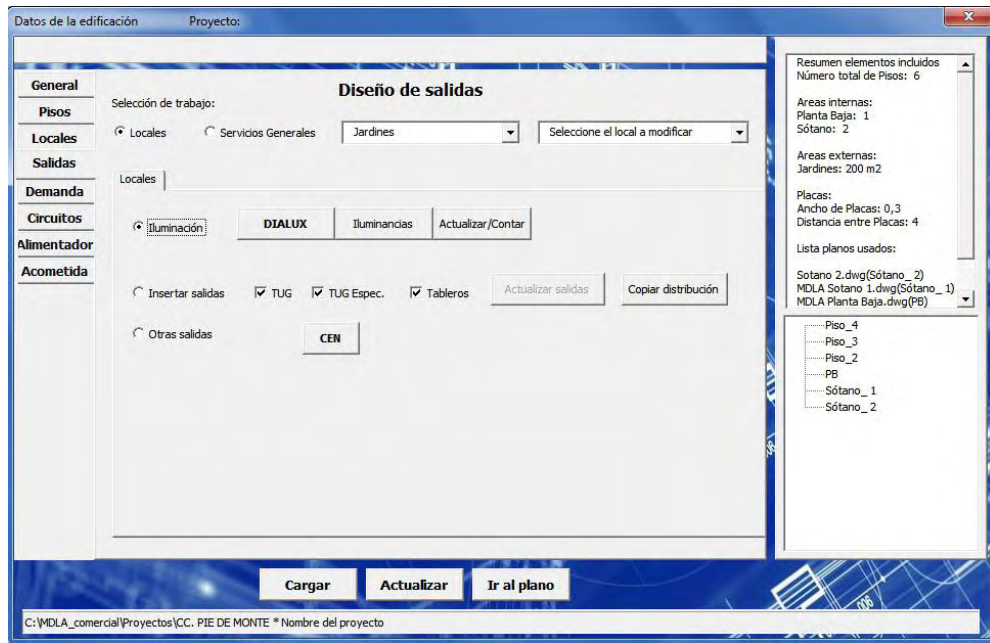 Datos de la edificación Proyecto:
General
Pisos
Locales
Salidas
Demanda
Circuitos
Alimentador
Acometida
Diseño de salidas
Selección de trabajo:
Locales Servicios Generales Jardines Seleccione el local a modificar
Locales
Iluminación DIALUX Iluminancias Actualizar/Contar
Insertar salidas TUG TUG Espec. Tableros Actualizar salidas Copiar distribución
Otras salidas CEN
Resumen elementos incluidos
Número total de Pisos: 6
Areas internas:
Planta Baja: 1
Sótano: 2
Areas externas:
Jardines: 200 m2
Placas:
Ancho de Placas: 0,3
Distancia entre Placas: 4
Lista planos usados:
Sotano 2.dwg(Sótano_ 2)
MDLA Sotano 1.dwg(Sótano_ 1)
MDLA Planta Baja.dwg(PB)
Piso_4
Piso_3
Piso_2
PB
Sótano_ 1
Sótano_ 2
Cargar Actualizar Ir al plano
C:\MDLA_comercial\Proyectos\CC. PIE DE MONTE * Nombre del proyecto